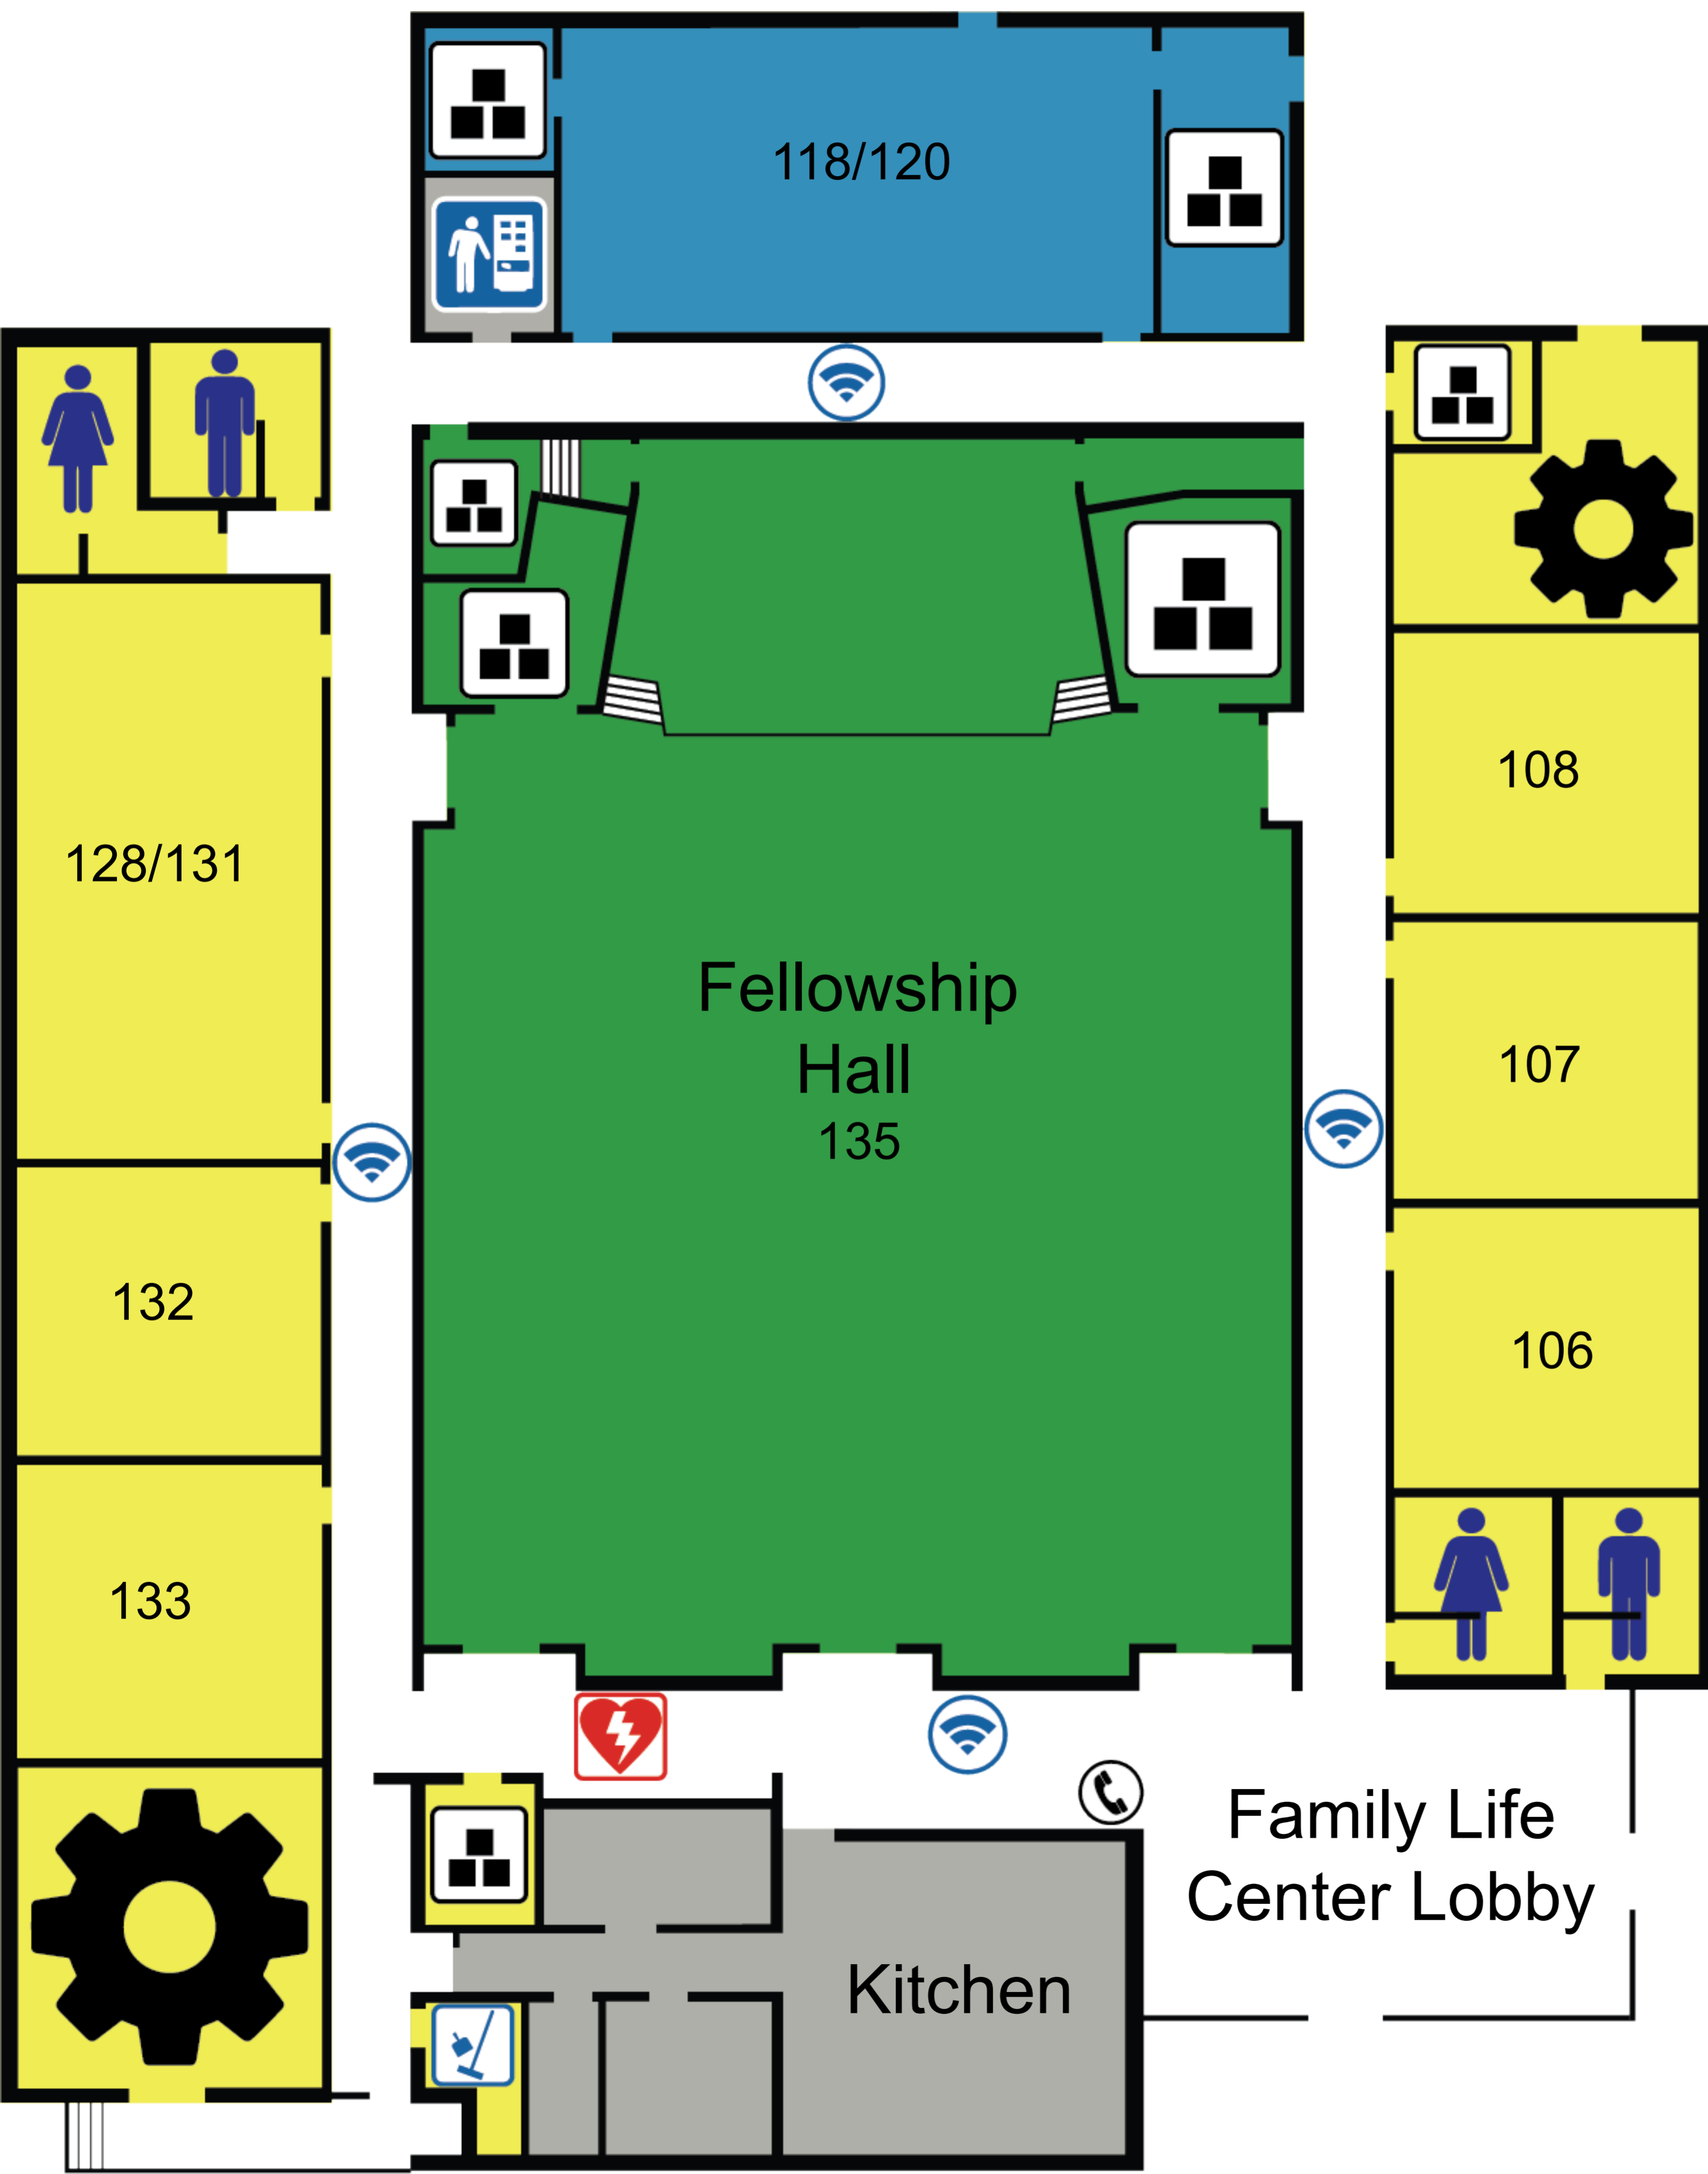 118/120
108
128/131
Fellowship
Hall
135
107
132
106
133
Family Life
Center Lobby
Kitchen